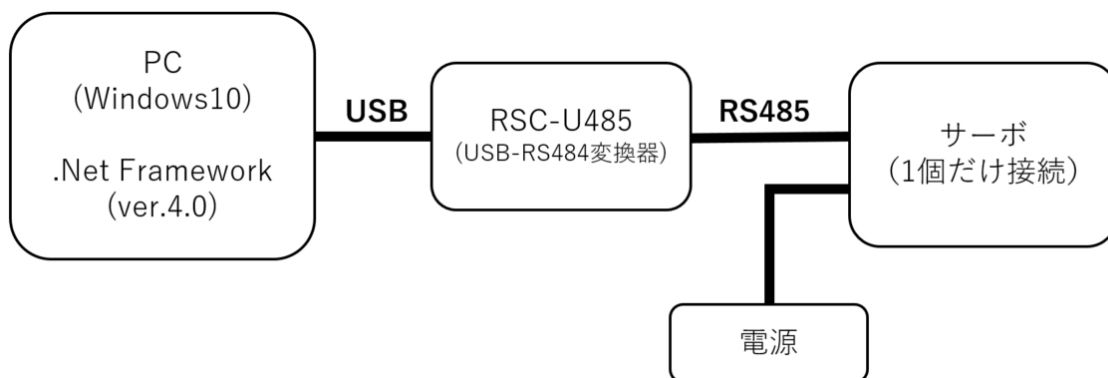 PC
(Windows10)
.Net Framework
(ver.4.0)
USB
RSC-U485
(USB-RS484変換器)
RS485
サーボ
(1個だけ接続)
電源